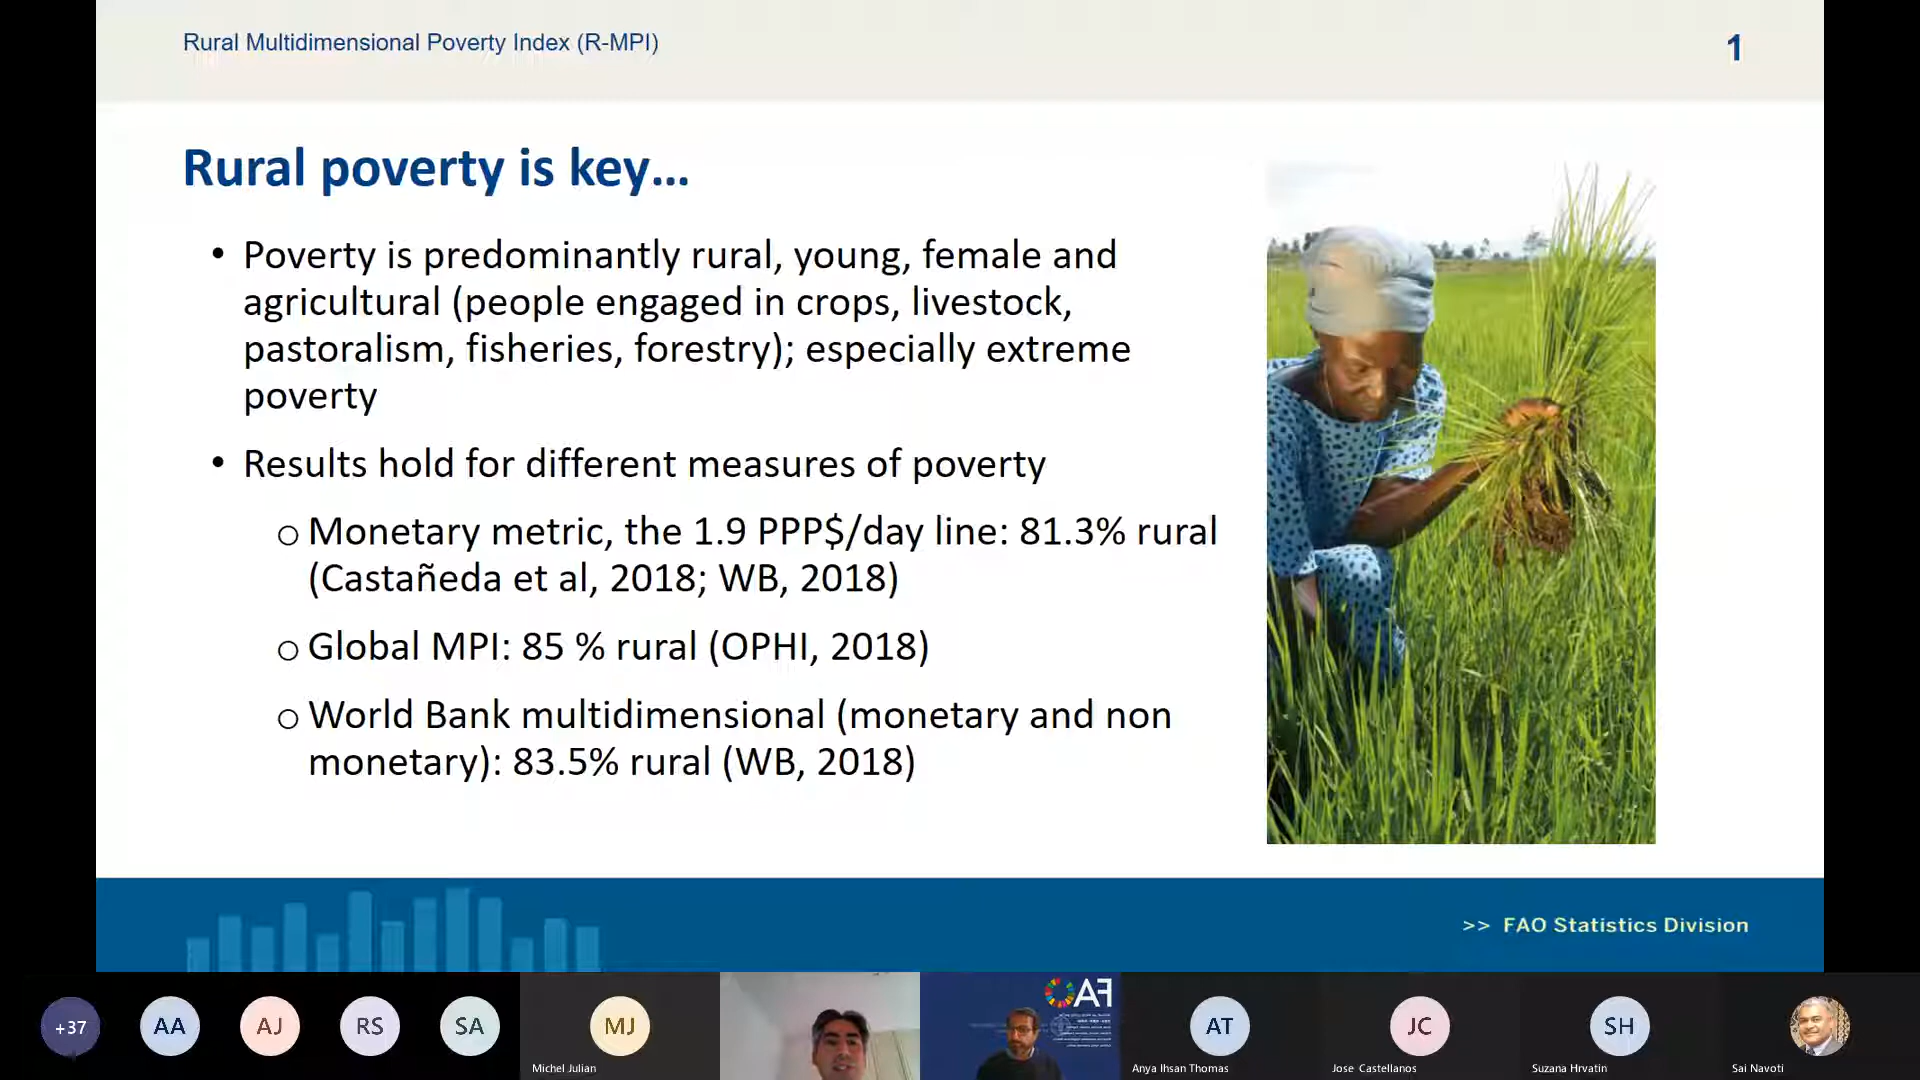 Rural Multidimensional Poverty Index (R-MPI)
1
Rural poverty is key...
• Poverty is predominantly rural, young, female and
agricultural (people engaged in crops, livestock,
pastoralism, fisheries, forestry); especially extreme
poverty
• Results hold for different measures of poverty
o Monetary metric, the 1.9 PPP$/day line: 81.3% rural
(Castañeda et al, 2018; WB, 2018)
o Global MPI: 85 % rural (OPHI, 2018)
o World Bank multidimensional (monetary and non
monetary): 83.5% rural (WB, 2018)
>> FAO Statistics Division
+37
AA
AJ
RS
SA
MJ
Michel Julian
FAO
AT
Anya Ihsan Thomas
JC
Jose Castellanos
SH
Suzana Hrvatin
Sai Navoti